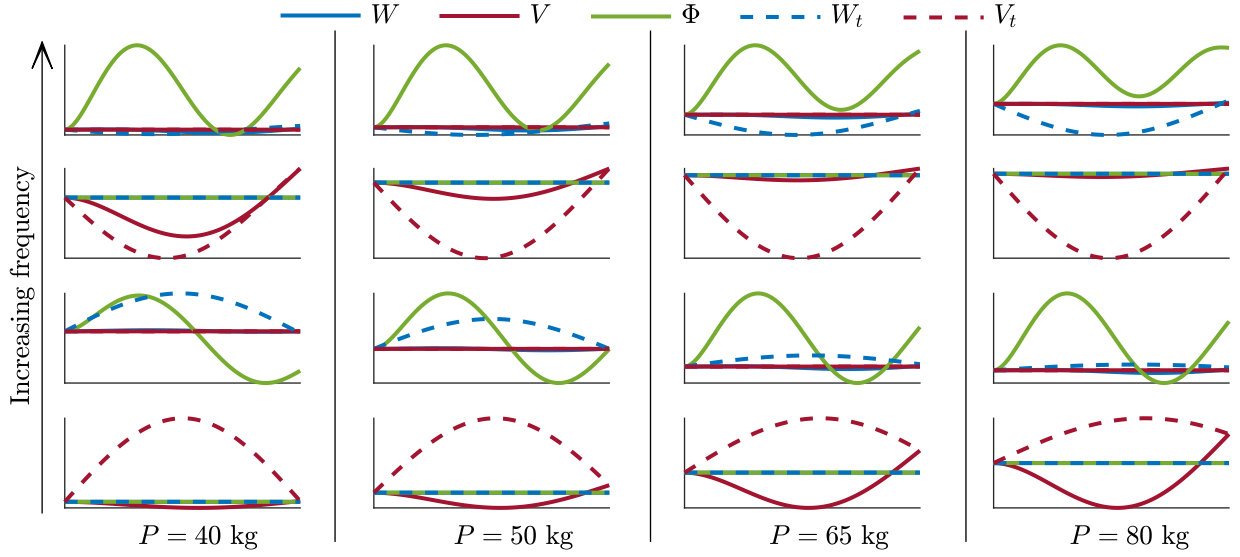 W V Φ W_t V_t
Increasing frequency
P = 40 kg P = 50 kg P = 65 kg P = 80 kg